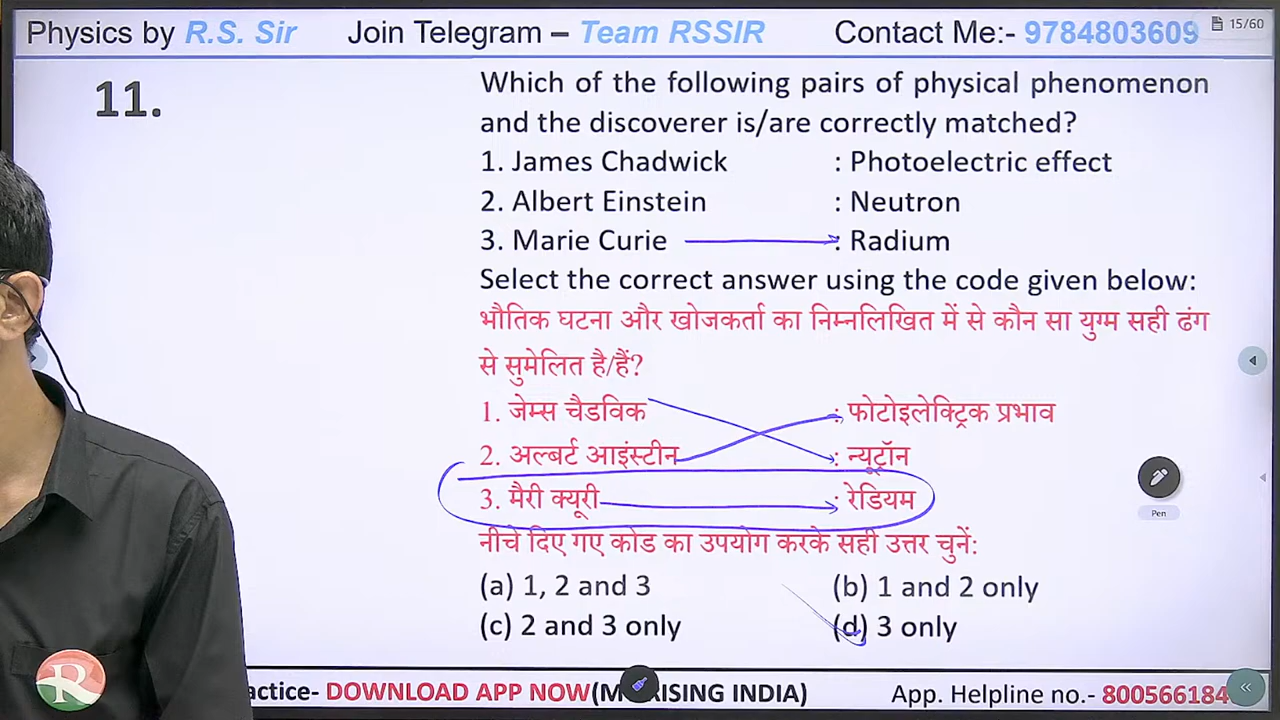 Physics by R.S. Sir Join Telegram – Team RSSIR Contact Me:- 9784803609 15/60
11.
Which of the following pairs of physical phenomenon
and the discoverer is/are correctly matched?
1. James Chadwick : Photoelectric effect
2. Albert Einstein : Neutron
3. Marie Curie : Radium
Select the correct answer using the code given below:
भौतिक घटना और खोजकर्ता का निम्नलिखित में से कौन सा युग्म सही ढंग
से सुमेलित है/हैं?
1. जेम्स चैडविक : फोटोइलेक्ट्रिक प्रभाव
2. अल्बर्ट आइंस्टीन : न्यूट्रॉन
3. मैरी क्यूरी : रेडियम
नीचे दिए गए कोड का उपयोग करके सही उत्तर चुनें:
(a) 1, 2 and 3 (b) 1 and 2 only
(c) 2 and 3 only (d) 3 only
Pen
R
actice- DOWNLOAD APP NOW(M RISING INDIA) App. Helpline no.- 800566184